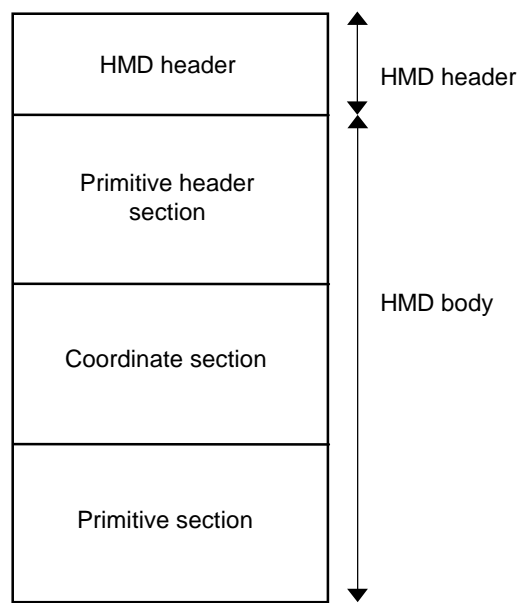 HMD header
HMD header
Primitive header
section
HMD body
Coordinate section
Primitive section